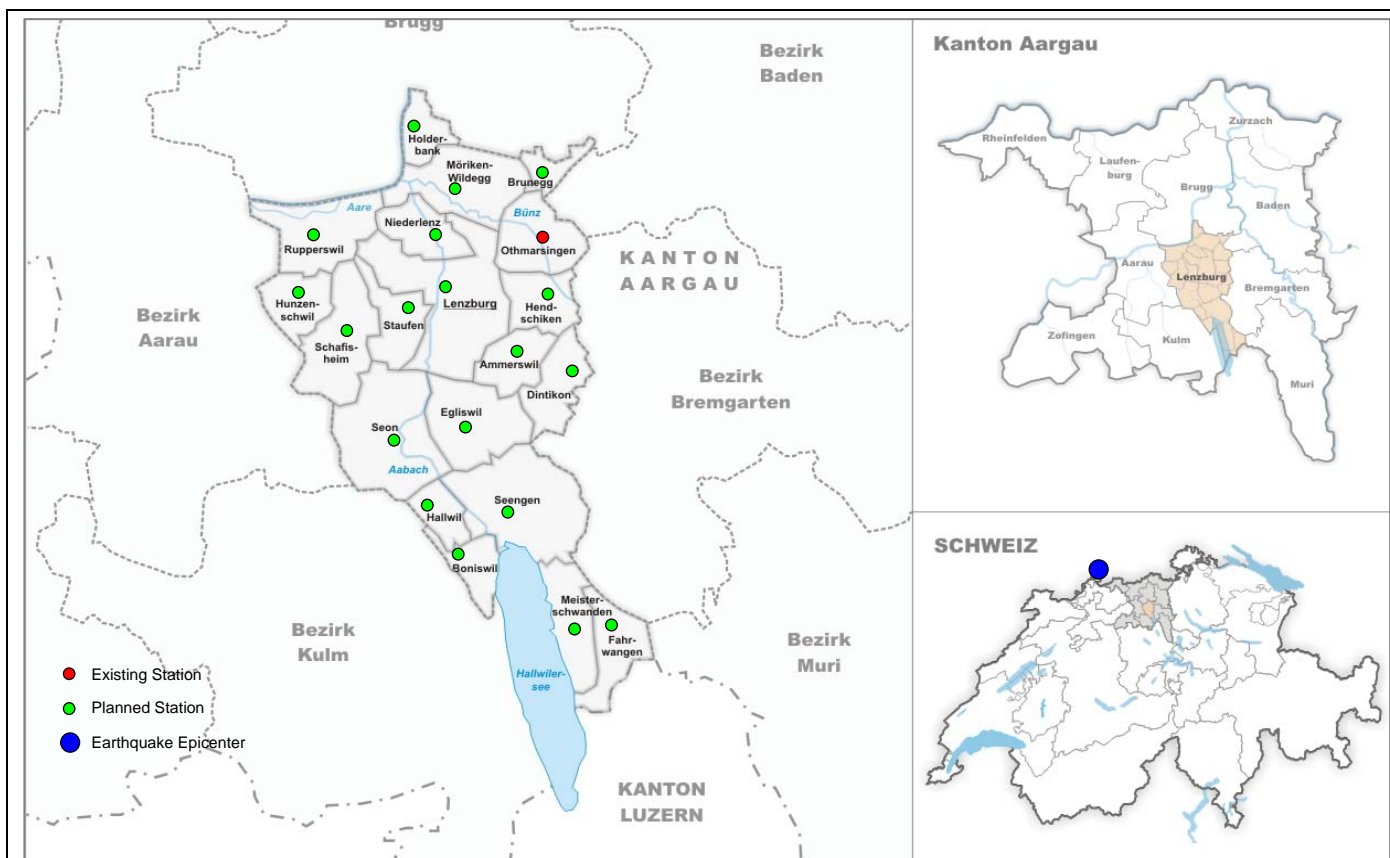 Brugg
Bezirk
Baden
Holder-
bank
Möriken-
Wildegg
Brunegg
Aare
Niederlenz
Bünz
Rupperswil
Othmarsingen
KANTON
AARGAU
Hunzen-
schwil
Lenzburg
Hend-
schiken
Staufen
Bezirk
Aarau
Schafis-
heim
Ammerswil
Dintikon
Bezirk
Bremgarten
Egliswil
Seon
Aabach
Seengen
Hallwil
Boniswil
Meister-
schwanden
Fahr-
wangen
Bezirk
Kulm
Bezirk
Muri
Hallwiler-
see
Existing Station
Planned Station
Earthquake Epicenter
KANTON
LUZERN
Kanton Aargau
Zurzach
Rheinfelden
Laufen-
burg
Brugg
Baden
Aarau
Lenzburg
Bremgarten
Zofingen
Kulm
Muri
SCHWEIZ